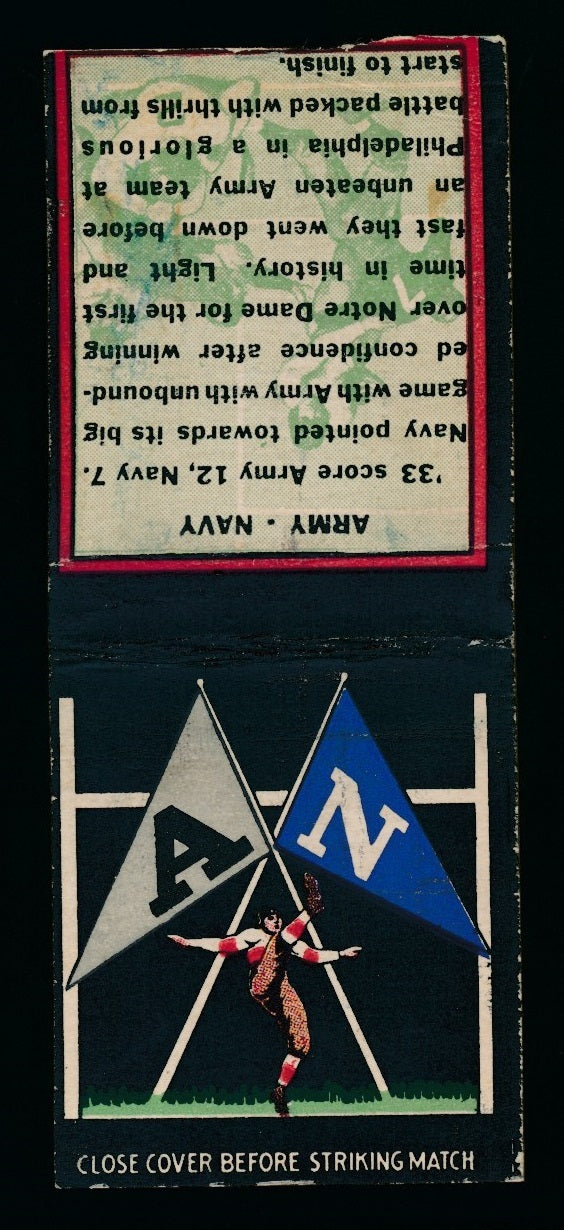 ARMY - NAVY
'33 score Army 12, Navy 7.
Navy pointed towards its big
game with Army with unbound-
ed confidence after winning
over Notre Dame for the first
time in history. Light and
fast they went down before
an unbeaten Army team at
Philadelphia in a glorious
battle packed with thrills from
start to finish.
A
N
CLOSE COVER BEFORE STRIKING MATCH